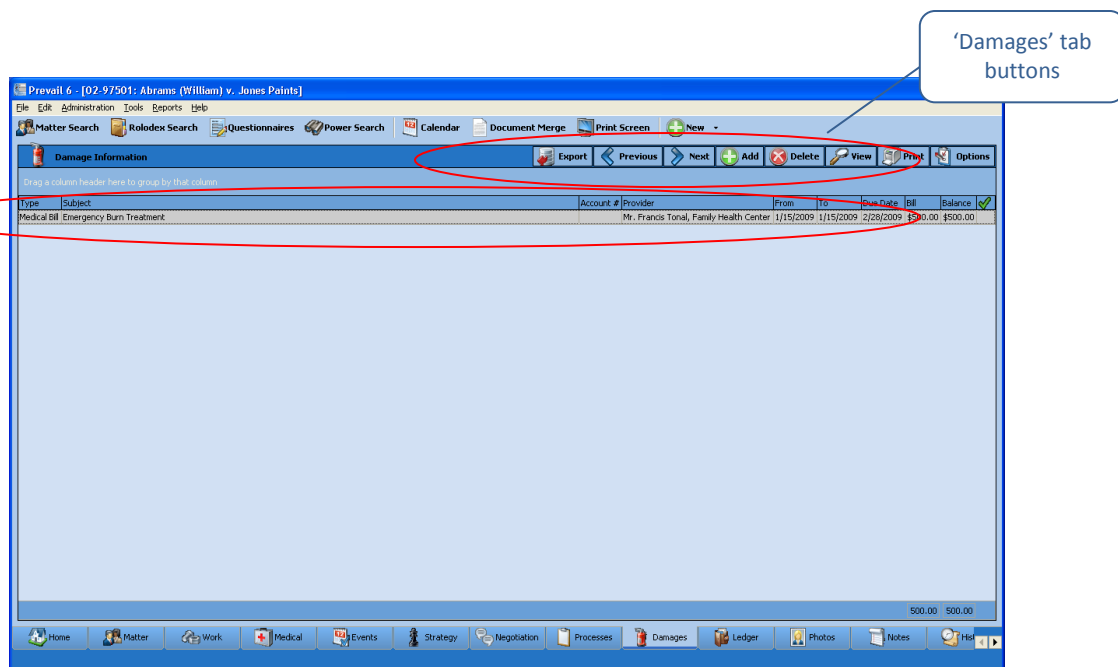 ‘Damages’ tab
buttons
Prevail 6 - [02-97501: Abrams (William) v. Jones Paints]
File Edit Administration Tools Reports Help
Matter Search Rolodex Search Questionnaires Power Search 12 Calendar Document Merge Print Screen New
Damage Information Export Previous Next Add Delete View Print Options
Drag a column header here to group by that column
Type Subject Account # Provider From To Due Date Bill Balance
Medical Bill Emergency Burn Treatment Mr. Francis Tonal, Family Health Center 1/15/2009 1/15/2009 2/28/2009 $500.00 $500.00
500.00 500.00
Home Matter Work Medical Events Strategy Negotiation Processes Damages Ledger Photos Notes Hist